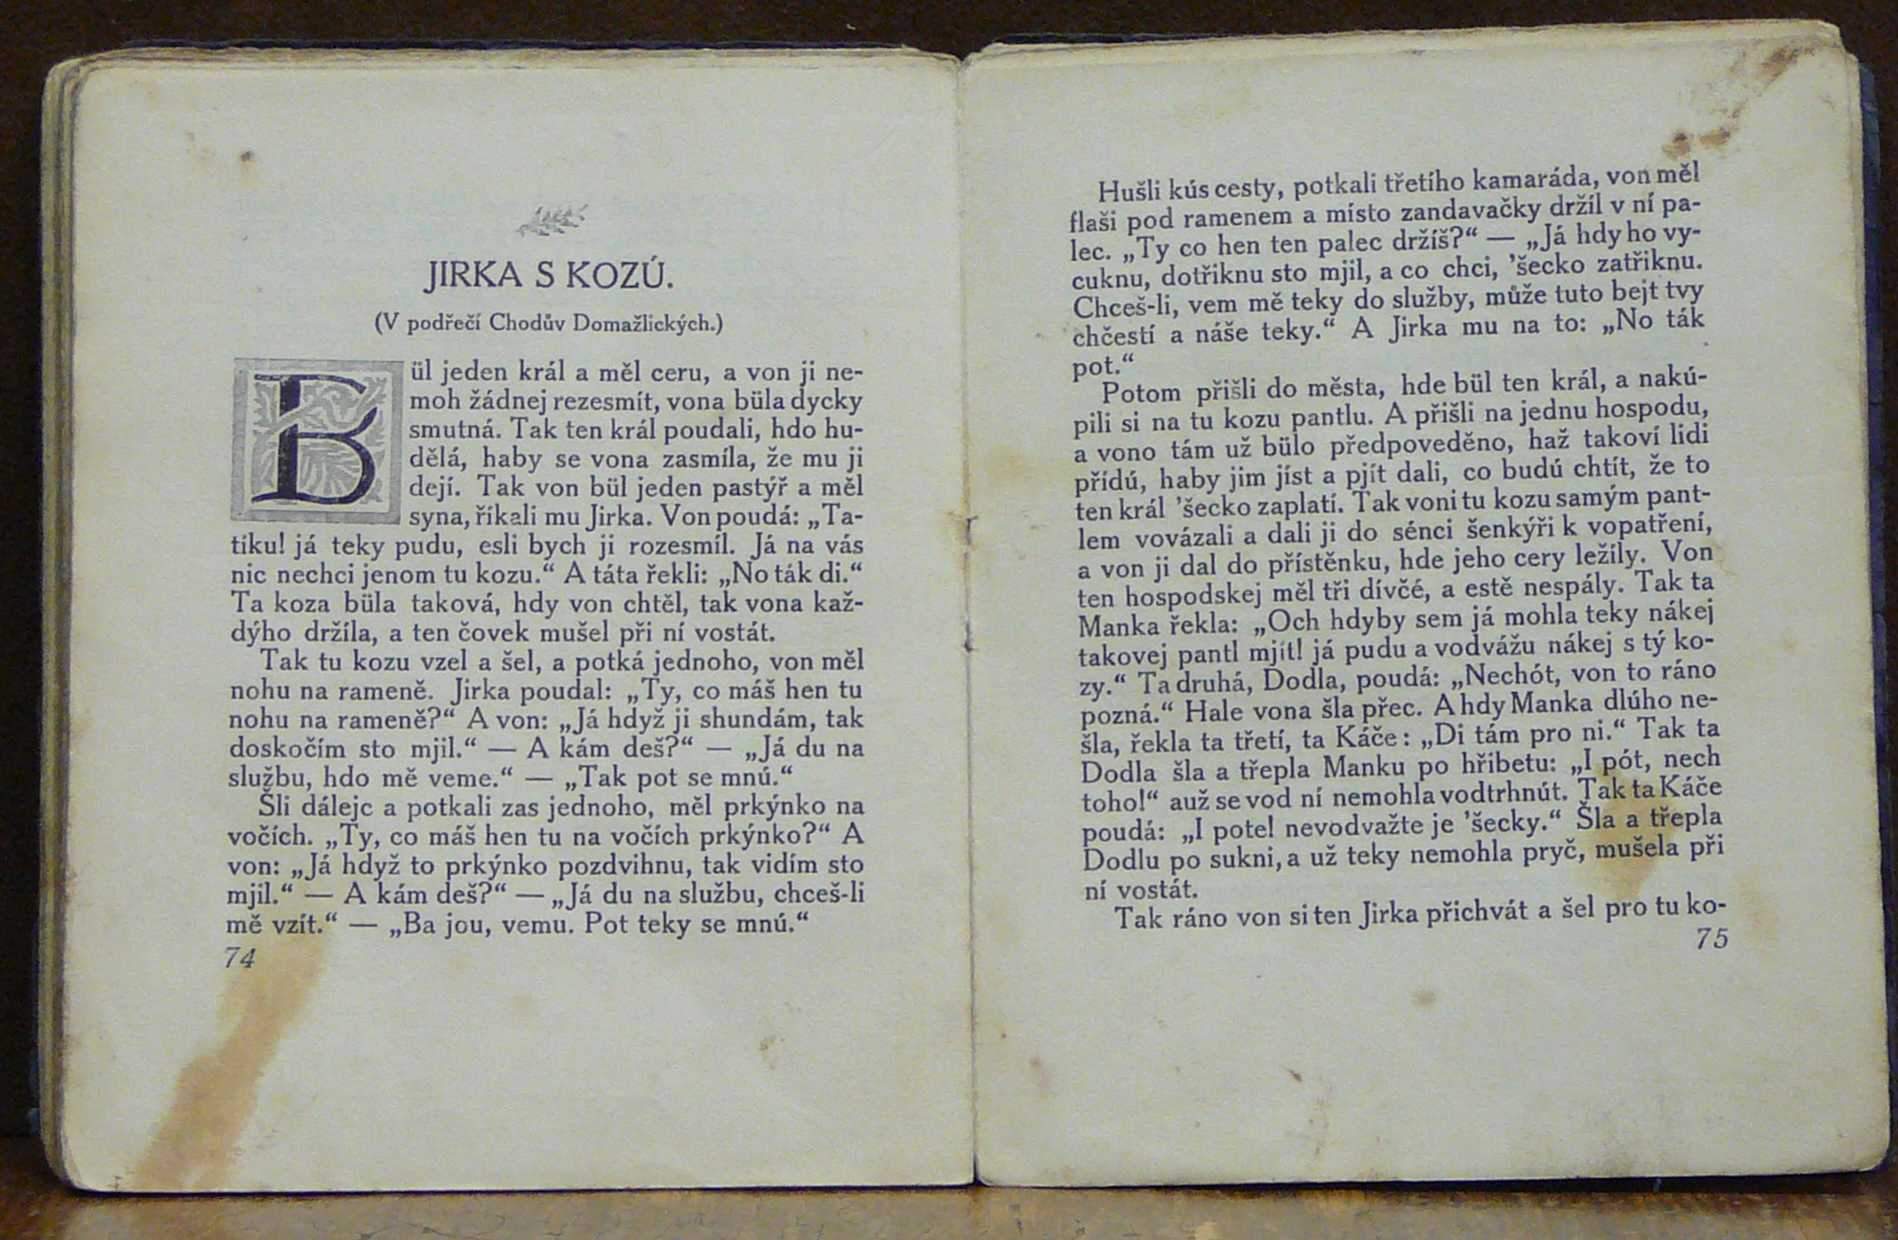 JIRKA S KOZÚ.
(V podřečí Chodův Domažlických.)
Bül jeden král a měl ceru, a von ji ne-
moh žádnej rezesmít, vona büla dycky
smutná. Tak ten král poudali, hdo hu-
dělá, haby se vona zasmíla, že mu ji
dejí. Tak von bül jeden pastýř a měl
syna, říkali mu Jirka. Von poudá: „Ta-
tíku! já teky pudu, esli bych ji rozesmíl. Já na vás
nic nechci jenom tu kozu.“ A táta řekli: „No ták di.“
Ta koza büla taková, hdy von chtěl, tak vona kaž-
dýho držíla, a ten čovek mušel při ní vostát.
Tak tu kozu vzel a šel, a potká jednoho, von měl
nohu na rameně. Jirka poudal: „Ty, co máš hen tu
nohu na rameně?“ A von: „Já hdyž ji shundám, tak
doskočím sto mjil.“ — A kám deš?“ — „Já du na
službu, hdo mě veme.“ — „Tak pot se mnú.“
Šli dálejc a potkali zas jednoho, měl prkýnko na
vočích. „Ty, co máš hen tu na vočích prkýnko?“ A
von: „Já hdyž to prkýnko pozdvihnu, tak vidím sto
mjil.“ — A kám deš?“ — „Já du na službu, chceš-li
mě vzít.“ — „Ba jou, vemu. Pot teky se mnú.“
74
Hušli kús cesty, potkali třetího kamaráda, von měl
flaši pod ramenem a místo zandavačky držíl v ní pa-
lec. „Ty co hen ten palec držíš?“ — „Já hdy ho vy-
cuknu, dotřiknu sto mjil, a co chci, ’šecko zatřiknu.
Chceš-li, vem mě teky do služby, může tuto bejt tvy
chčestí a náše teky.“ A Jirka mu na to: „No ták
pot.“
Potom přišli do města, hde bül ten král, a nakú-
pili si na tu kozu pantlu. A přišli na jednu hospodu,
a vono tám už bülo předpoveděno, haž takoví lidi
přídú, haby jim jíst a pjít dali, co budú chtít, že to
ten král ’šecko zaplatí. Tak voni tu kozu samým pant-
lem vovázali a dali ji do sénci šenkýři k vopatření,
a von ji dal do přístěnku, hde jeho cery ležíly. Von
ten hospodskej měl tři dívčé, a estě nespály. Tak ta
Manka řekla: „Och hdyby sem já mohla teky nákej
takovej pantl mjít! já pudu a vodvážu nákej s tý ko-
zy.“ Ta druhá, Dodla, poudá: „Nechót, von to ráno
pozná.“ Hale vona šla přec. A hdy Manka dlúho ne-
šla, řekla ta třetí, ta Káče: „Di tám pro ni.“ Tak ta
Dodla šla a třepla Manku po hřibetu: „I pót, nech
toho!“ a už se vod ní nemohla vodtrhnút. Tak ta Káče
poudá: „I pote! nevodvažte je ’šecky.“ Šla a třepla
Dodlu po sukni, a už teky nemohla pryč, mušela při
ní vostát.
Tak ráno von si ten Jirka přichvát a šel pro tu ko-
75